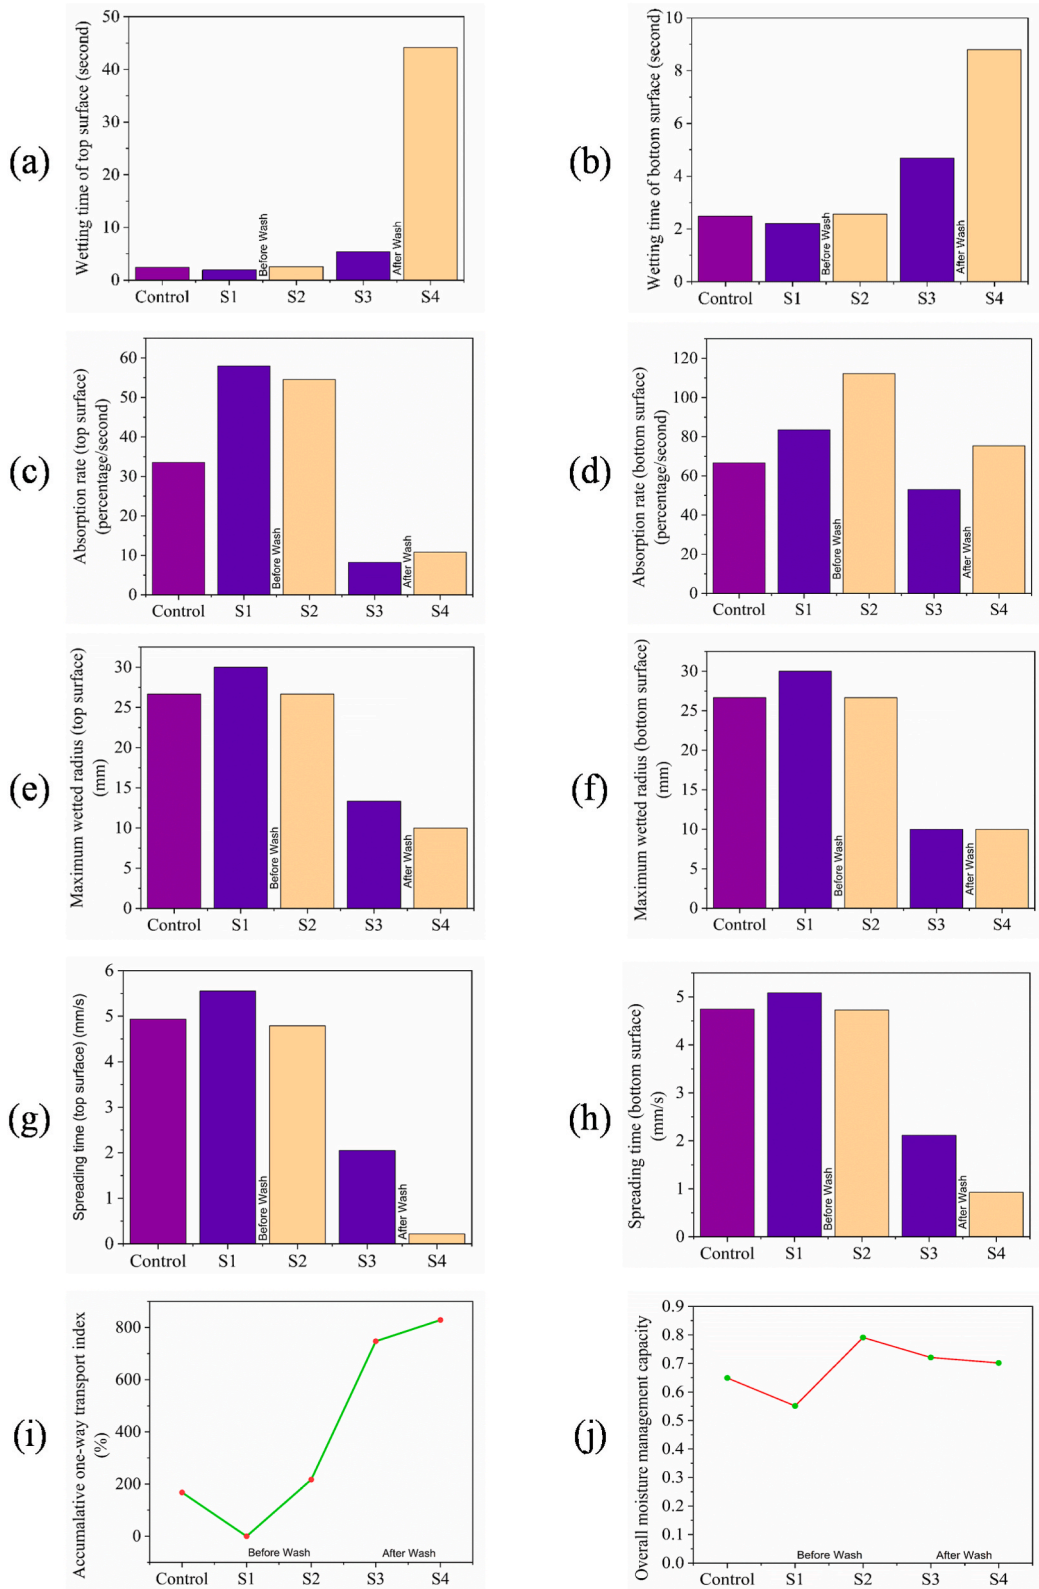 (a)
Wetting time of top surface (second)
50
40
30
20
10
0
Before Wash
After Wash
Control S1 S2 S3 S4
(b)
Wetting time of bottom surface (second)
10
8
6
4
2
0
Before Wash
After Wash
Control S1 S2 S3 S4
(c)
Absorption rate (top surface)
(percentage/second)
60
50
40
30
20
10
0
Before Wash
After Wash
Control S1 S2 S3 S4
(d)
Absorption rate (bottom surface)
(percentage/second)
120
100
80
60
40
20
0
Before Wash
After Wash
Control S1 S2 S3 S4
(e)
Maximum wetted radius (top surface)
(mm)
30
25
20
15
10
5
0
Before Wash
After Wash
Control S1 S2 S3 S4
(f)
Maximum wetted radius (bottom surface)
(mm)
30
25
20
15
10
5
0
Before Wash
After Wash
Control S1 S2 S3 S4
(g)
Spreading time (top surface) (mm/s)
6
5
4
3
2
1
0
Before Wash
After Wash
Control S1 S2 S3 S4
(h)
Spreading time (bottom surface)
(mm/s)
5
4
3
2
1
0
Before Wash
After Wash
Control S1 S2 S3 S4
(i)
Accumulative one-way transport index
(%)
800
600
400
200
0
Before Wash
After Wash
Control S1 S2 S3 S4
(j)
Overall moisture management capacity
0.9
0.8
0.7
0.6
0.5
0.4
0.3
0.2
0.1
0.0
Before Wash
After Wash
Control S1 S2 S3 S4